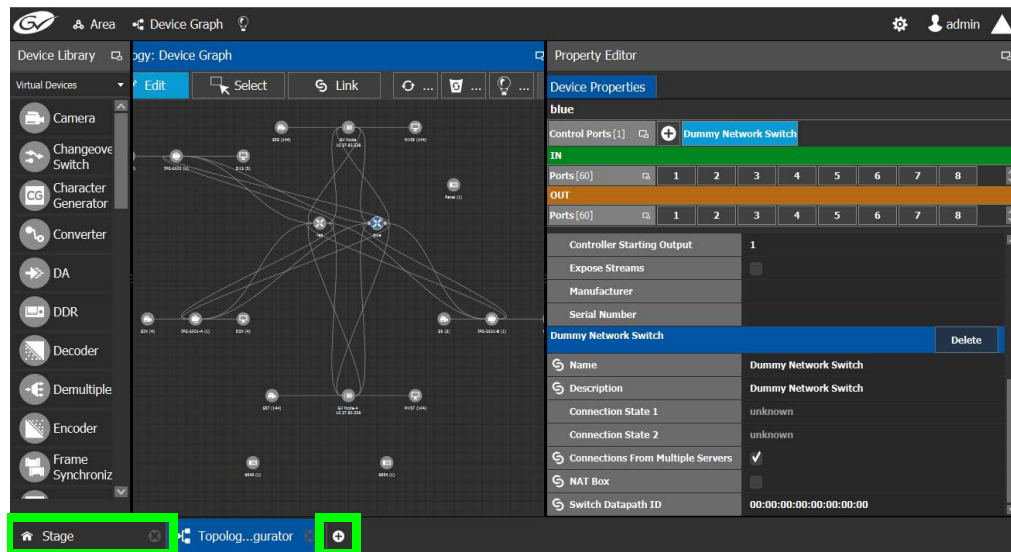 GV Area Device Graph admin
Device Library
ogy: Device Graph
Property Editor
Virtual Devices
Edit Select Link ... ... ...
Camera
Changeove
Switch
Character
Generator
Converter
DA
DDR
Decoder
Demultiple
Encoder
Frame
Synchroniz
Device Properties
blue
Control Ports [1] Dummy Network Switch
IN
Ports [60] 1 2 3 4 5 6 7 8
OUT
Ports [60] 1 2 3 4 5 6 7 8
Controller Starting Output 1
Expose Streams
Manufacturer
Serial Number
Dummy Network Switch Delete
Name Dummy Network Switch
Description Dummy Network Switch
Connection State 1 unknown
Connection State 2 unknown
Connections From Multiple Servers
NAT Box
Switch Datapath ID 00:00:00:00:00:00:00:00
Stage Topolog...gurator